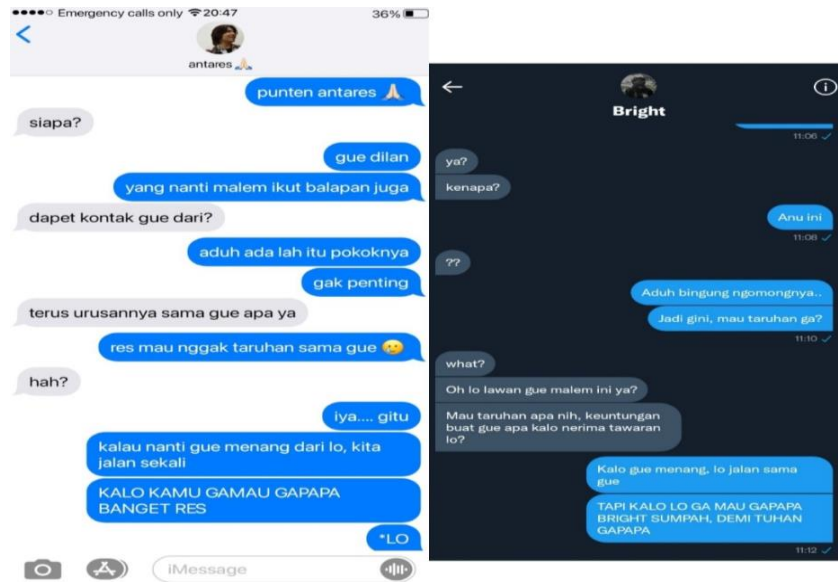 Emergency calls only 20:47
36%
antares 🙏🏻
punten antares 🙏🏻
siapa?
gue dilan
yang nanti malem ikut balapan juga
dapet kontak gue dari?
aduh ada lah itu pokoknya
gak penting
terus urusannya sama gue apa ya
res mau nggak taruhan sama gue 🥲
hah?
iya.... gitu
kalau nanti gue menang dari lo, kita
jalan sekali
KALO KAMU GAMAU GAPAPA
BANGET RES
*LO
iMessage
Bright
11:06
ya?
kenapa?
Anu ini
11:08
??
Aduh bingung ngomongnya..
Jadi gini, mau taruhan ga?
11:10
what?
Oh lo lawan gue malem ini ya?
Mau taruhan apa nih, keuntungan
buat gue apa kalo nerima tawaran
lo?
Kalo gue menang, lo jalan sama
gue
TAPI KALO LO GA MAU GAPAPA
BRIGHT SUMPAH, DEMI TUHAN
GAPAPA
11:12